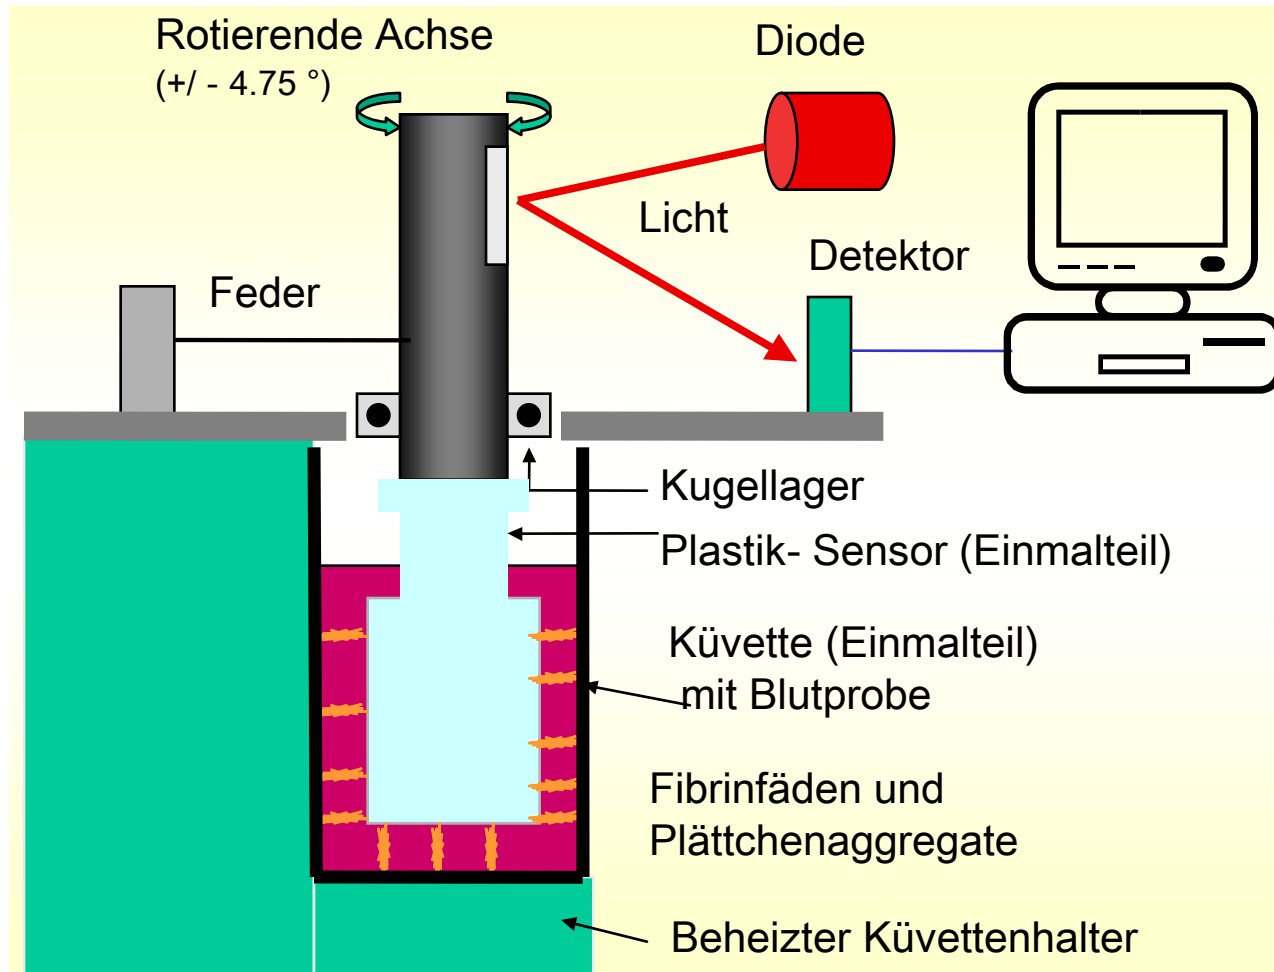 Rotierende Achse
(+/ - 4.75 °)
Diode
Licht
Detektor
Feder
Kugellager
Plastik- Sensor (Einmalteil)
Küvette (Einmalteil)
mit Blutprobe
Fibrinfäden und
Plättchenaggregate
Beheizter Küvettenhalter